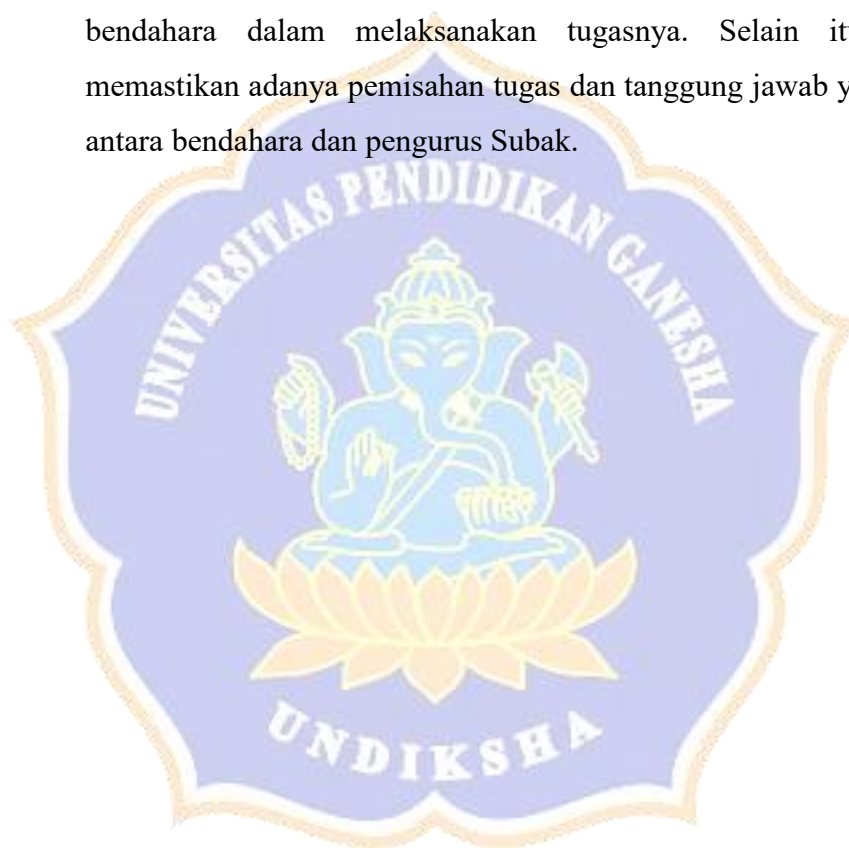 bendahara dalam melaksanakan tugasnya. Selain
memastikan adanya pemisahan tugas dan tanggung jawab
antara bendahara dan pengurus Subak.
UNIVERSITAS PENDIDIKAN GANESHA
UNDIKSHA